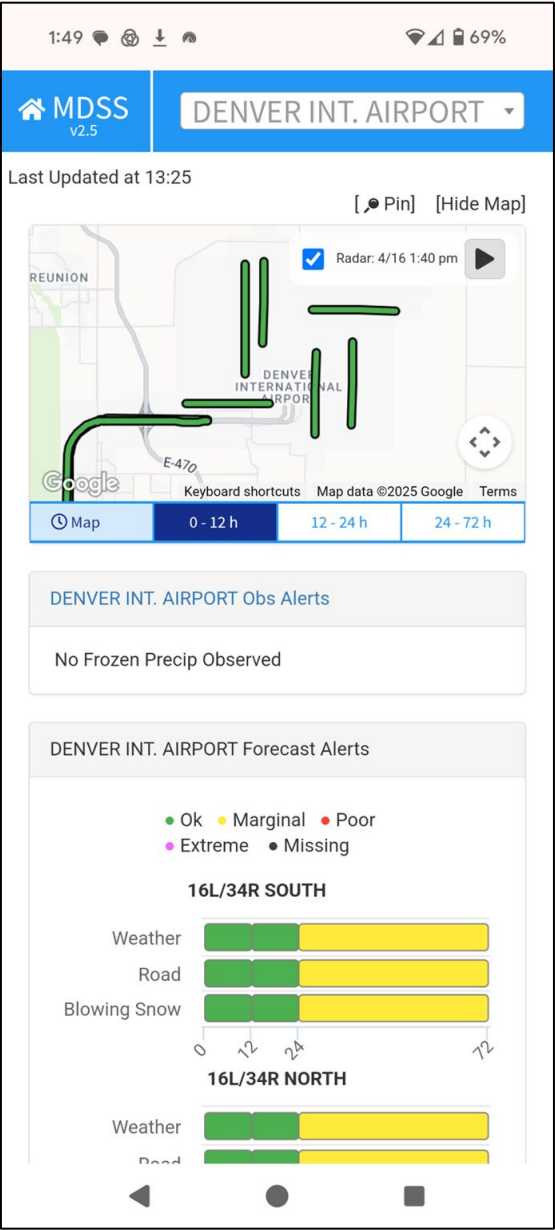 1:49
69%
MDSS
v2.5
DENVER INT. AIRPORT
Last Updated at 13:25
[ Pin] [Hide Map]
REUNION
Radar: 4/16 1:40 pm
DENVER
INTERNATIONAL
AIRPORT
E-470
Google
Keyboard shortcuts Map data ©2025 Google Terms
Map 0 - 12 h 12 - 24 h 24 - 72 h
DENVER INT. AIRPORT Obs Alerts
No Frozen Precip Observed
DENVER INT. AIRPORT Forecast Alerts
Ok Marginal Poor
Extreme Missing
16L/34R SOUTH
Weather
Road
Blowing Snow
0 12 24 72
16L/34R NORTH
Weather
Road